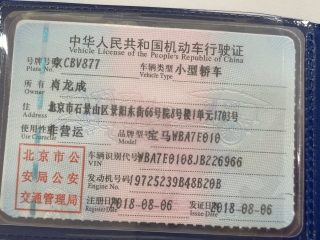 中华人民共和国机动车行驶证
Vehicle License of the People's Republic of China
号牌号码 京CBV877 车辆类型 小型轿车
Plate No. Vehicle Type
所有人 肖龙成
Owner
住址 北京市石景山区景阳东街66号院8号楼1单元1703号
使用性质 非营运 品牌型号 宝马WBA7E010
Use Character
北京市公
安局公安
交通管理局
车辆识别代号 WBA7E0108JB226966
VIN
发动机号码 19725239B48B20B
Engine No.
注册日期 2018-08-06 发证日期 2018-08-06
Register Date Issue Date